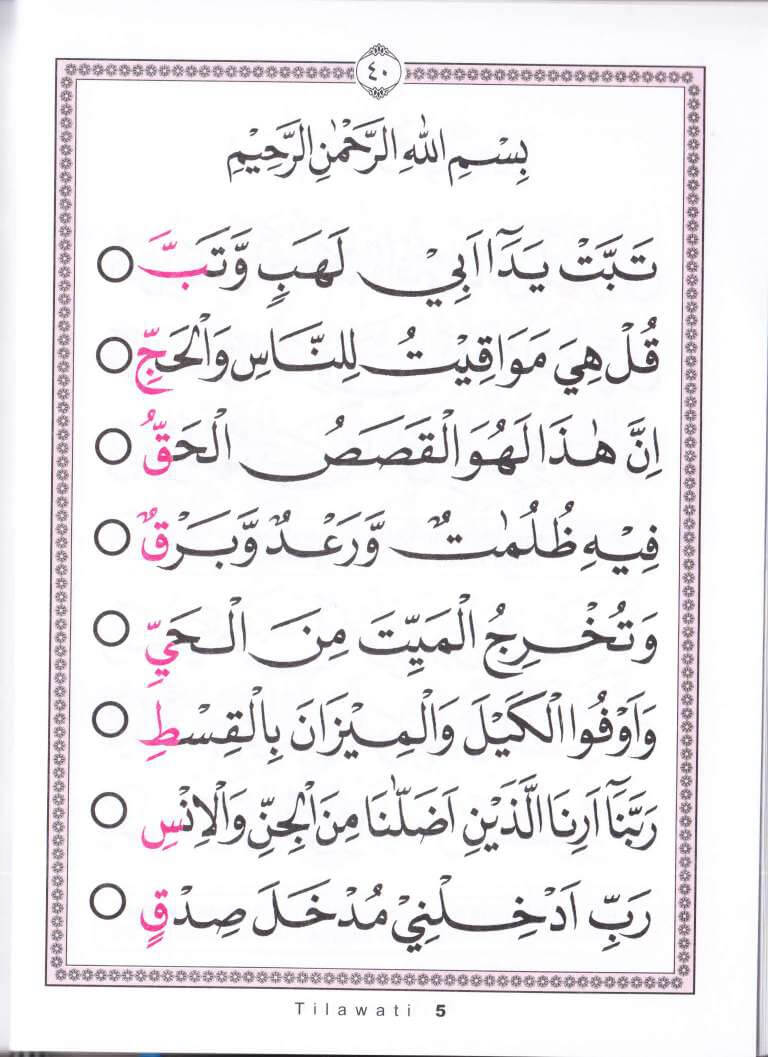 ٤٠
بِسْمِ اللهِ الرَّحْمٰنِ الرَّحِيْمِ
تَبَّتْ يَدَآ اَبِيْ لَهَبٍ وَّتَبَّ ○
قُلْ هِيَ مَوَاقِيْتُ لِلنَّاسِ وَالْحَجِّ ○
اِنَّ هٰذَا لَهُوَ الْقَصَصُ الْحَقُّ ○
فِيْهِ ظُلُمٰتٌ وَّرَعْدٌ وَّبَرْقٌ ○
وَتُخْرِجُ الْمَيِّتَ مِنَ الْحَيِّ ○
وَاَوْفُوا الْكَيْلَ وَالْمِيْزَانَ بِالْقِسْطِ ○
رَبَّنَآ اَرِنَا الَّذَيْنِ اَضَلّٰنَا مِنَ الْجِنِّ وَالْاِنْسِ ○
رَبِّ اَدْخِلْنِيْ مُدْخَلَ صِدْقٍ ○
Tilawati 5